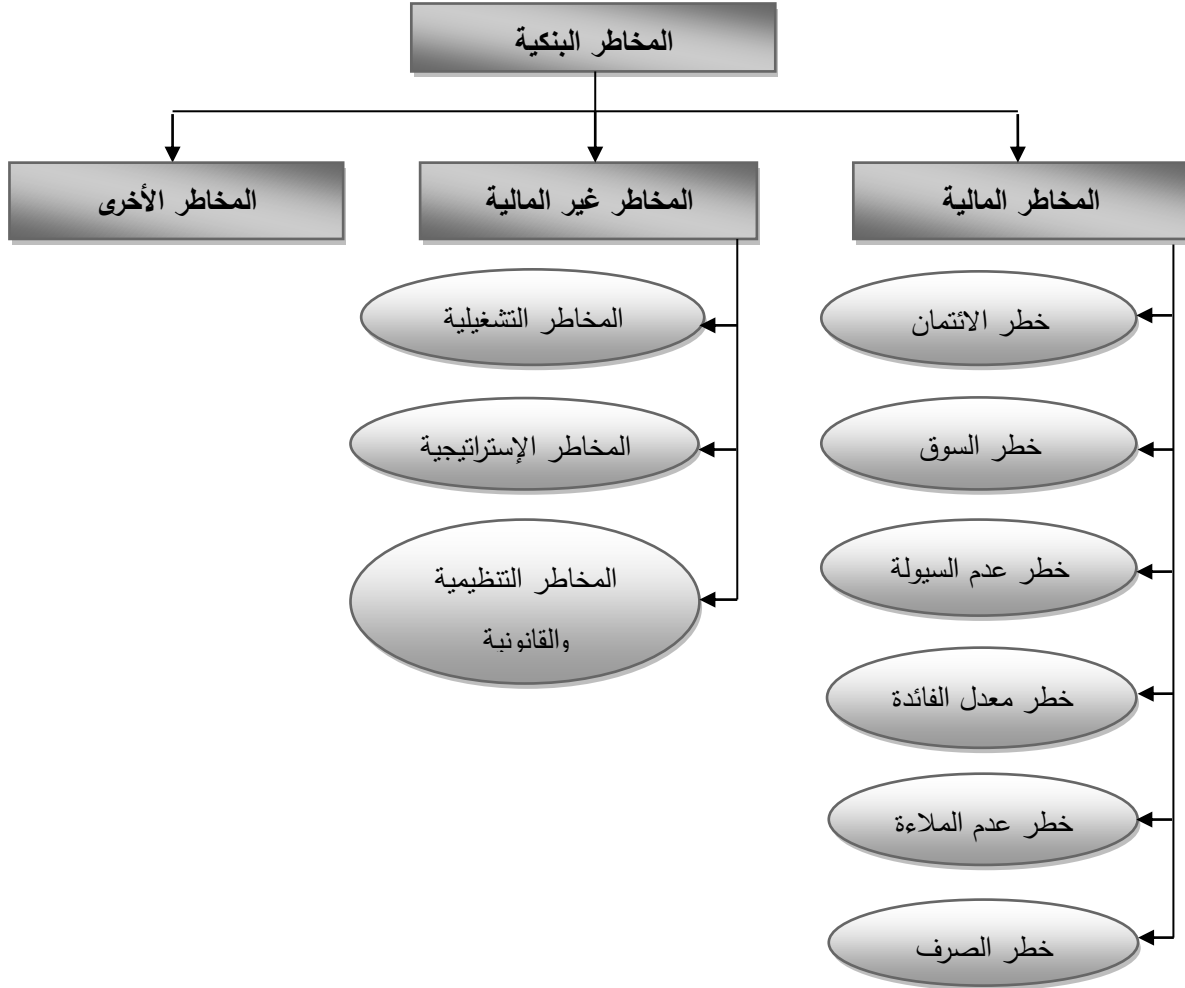 المخاطر البنكية
المخاطر المالية
المخاطر غير المالية
المخاطر الأخرى
خطر الائتمان
خطر السوق
خطر عدم السيولة
خطر معدل الفائدة
خطر عدم الملاءة
خطر الصرف
المخاطر التشغيلية
المخاطر الإستراتيجية
المخاطر التنظيمية
والقانونية